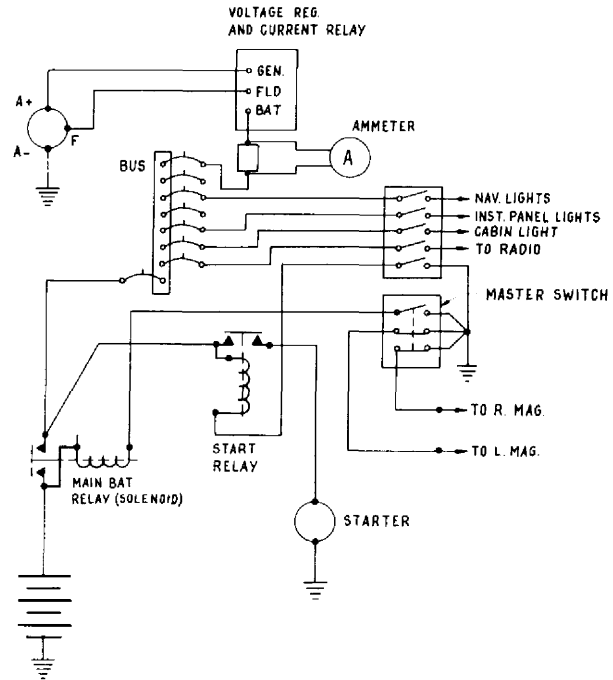 VOLTAGE REG.
AND CURRENT RELAY
GEN.
FLD
BAT
A+
F
A-
AMMETER
A
BUS
NAV. LIGHTS
INST. PANEL LIGHTS
CABIN LIGHT
TO RADIO
MASTER SWITCH
TO R. MAG.
TO L. MAG.
START
RELAY
MAIN BAT
RELAY (SOLENOID)
STARTER